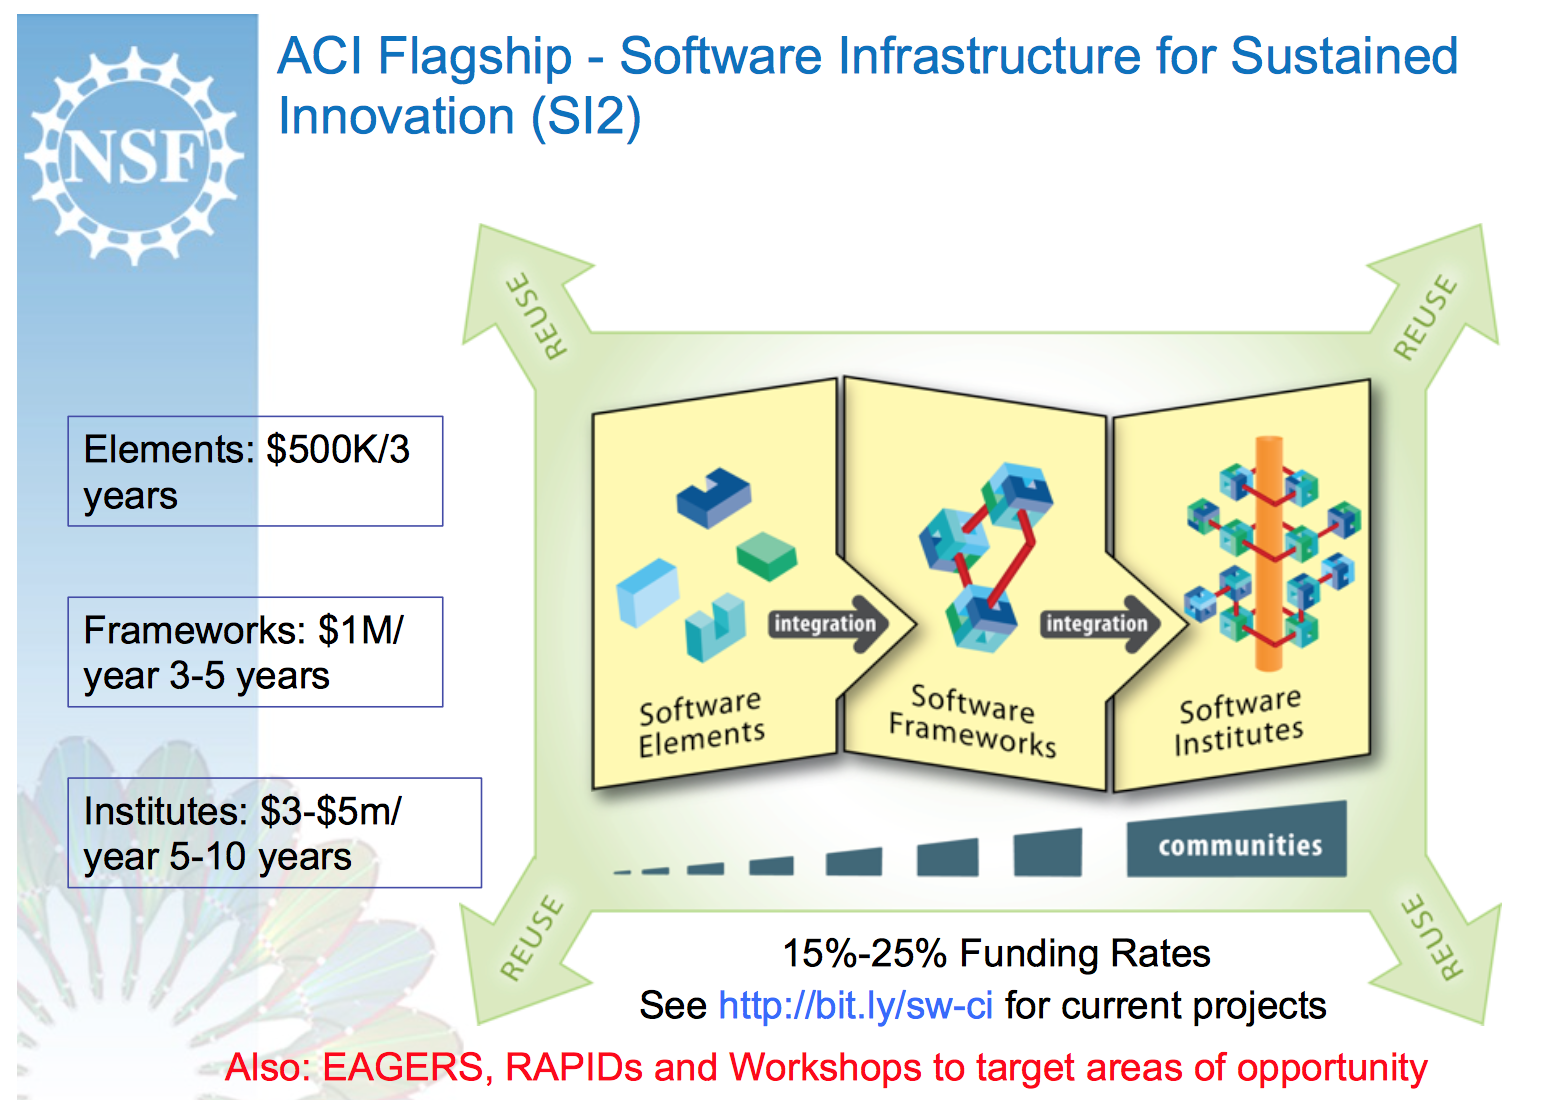 ACI Flagship - Software Infrastructure for Sustained
Innovation (SI2)
NSF
REUSE
REUSE
Elements: $500K/3
years
Frameworks: $1M/
year 3-5 years
Institutes: $3-$5m/
year 5-10 years
integration
integration
Software
Elements
Software
Frameworks
Software
Institutes
communities
REUSE
REUSE
15%-25% Funding Rates
See http://bit.ly/sw-ci for current projects
Also: EAGERS, RAPIDs and Workshops to target areas of opportunity